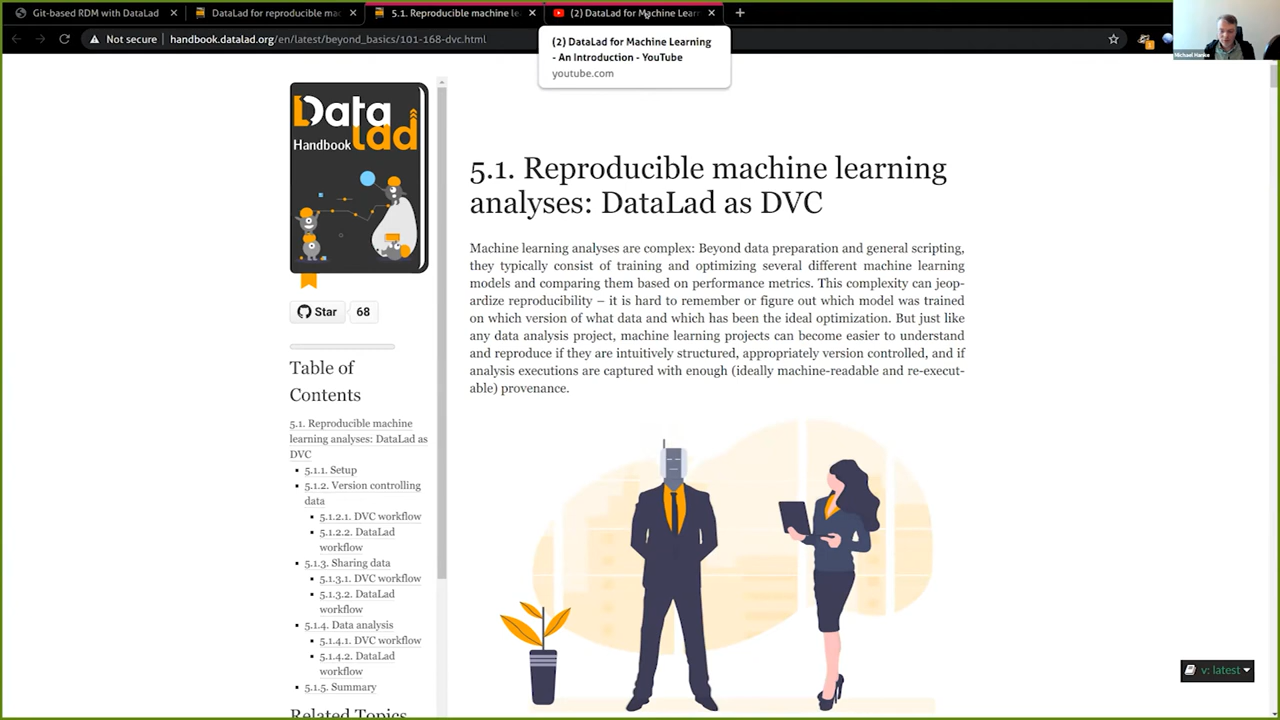 Git-based RDM with DataLad
DataLad for reproducible ma
5.1. Reproducible machine le
(2) DataLad for Machine Lear
Not secure
handbook.datalad.org/en/latest/beyond_basics/101-168-dvc.html
(2) DataLad for Machine Learning
- An Introduction - YouTube
youtube.com
Michael Hanke
DataLad
Handbook
Star
68
Table of
Contents
5.1. Reproducible machine
learning analyses: DataLad as
DVC
5.1.1. Setup
5.1.2. Version controlling
data
5.1.2.1. DVC workflow
5.1.2.2. DataLad
workflow
5.1.3. Sharing data
5.1.3.1. DVC workflow
5.1.3.2. DataLad
workflow
5.1.4. Data analysis
5.1.4.1. DVC workflow
5.1.4.2. DataLad
workflow
5.1.5. Summary
Related Topics
5.1. Reproducible machine learning
analyses: DataLad as DVC
Machine learning analyses are complex: Beyond data preparation and general scripting,
they typically consist of training and optimizing several different machine learning
models and comparing them based on performance metrics. This complexity can jeop-
ardize reproducibility – it is hard to remember or figure out which model was trained
on which version of what data and which has been the ideal optimization. But just like
any data analysis project, machine learning projects can become easier to understand
and reproduce if they are intuitively structured, appropriately version controlled, and if
analysis executions are captured with enough (ideally machine-readable and re-execut-
able) provenance.
v: latest